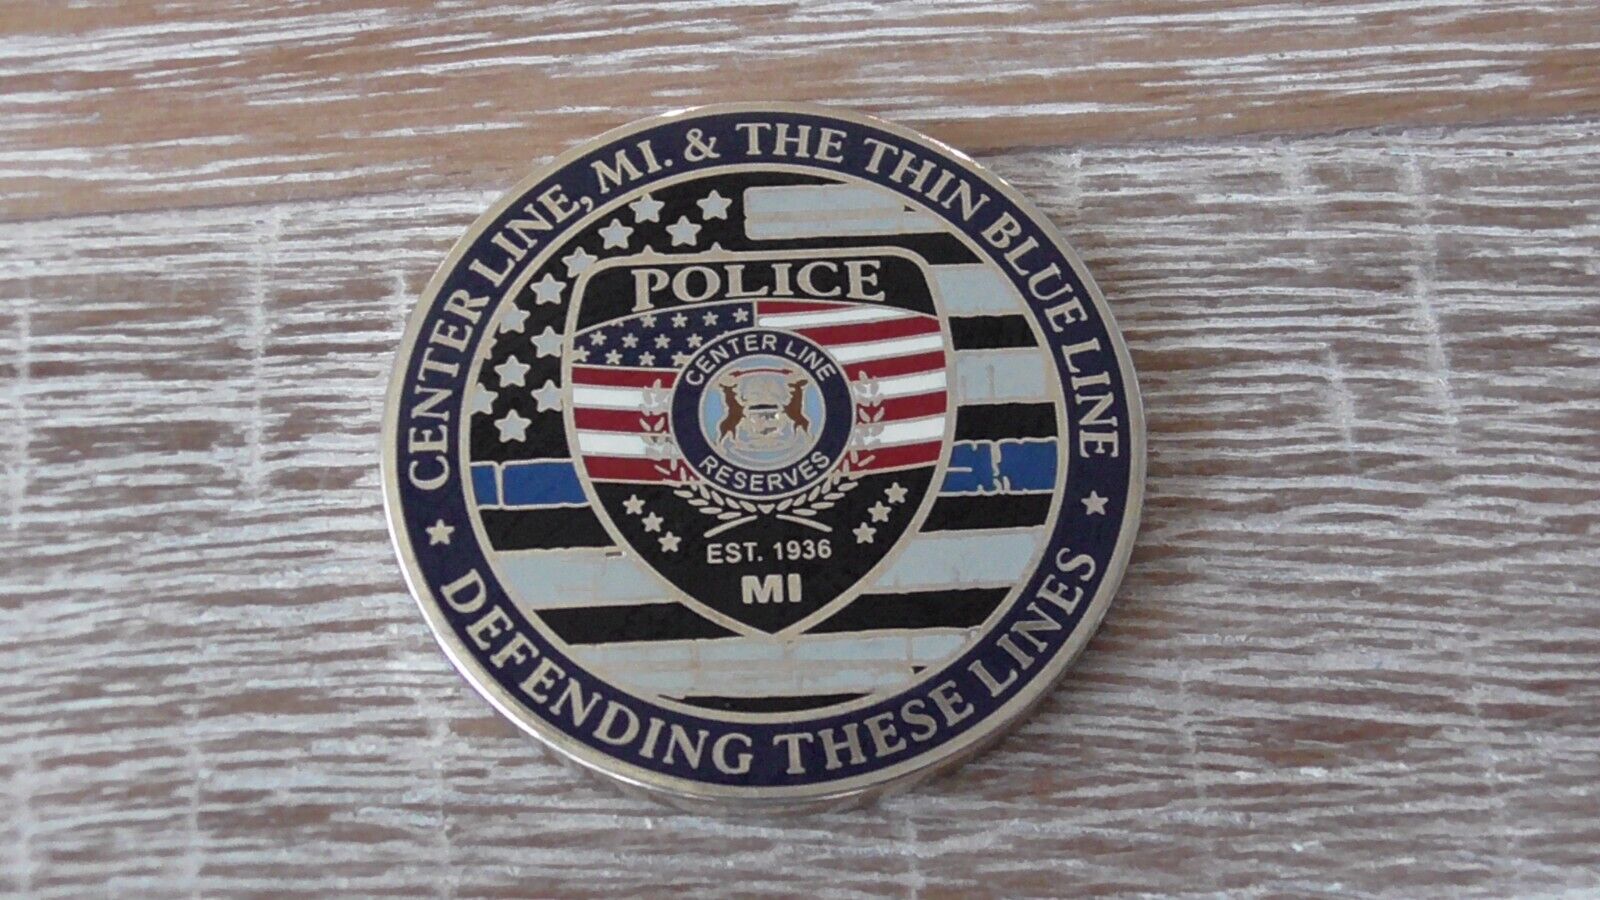 CENTER LINE, MI. & THE THIN BLUE LINE
POLICE
CENTER LINE
RESERVES
EST. 1936
MI
DEFENDING THESE LINES